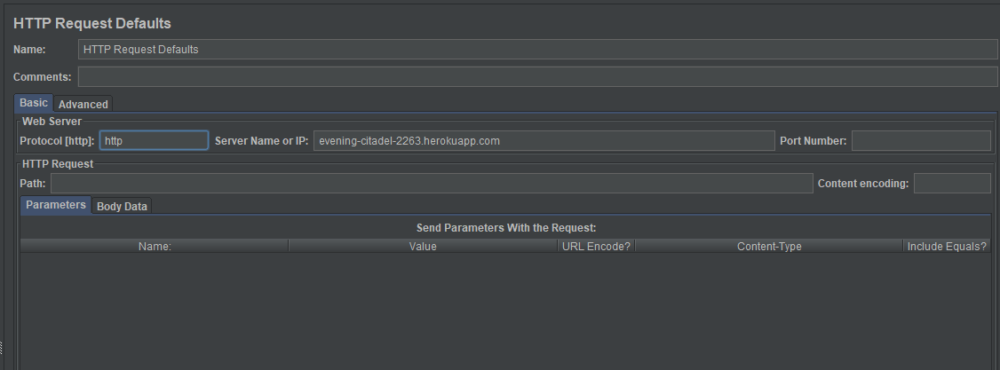 HTTP Request Defaults
Name: HTTP Request Defaults
Comments:
Basic Advanced
Web Server
Protocol [http]: http Server Name or IP: evening-citadel-2263.herokuapp.com Port Number:
HTTP Request
Path: Content encoding:
Parameters Body Data
Send Parameters With the Request:
Name: Value URL Encode? Content-Type Include Equals?